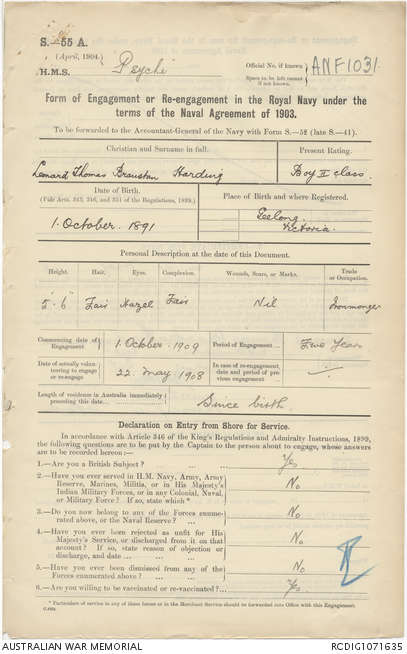 S.—55 A.
(April, 1904.)
H.M.S. Psyche
Official No. if known
Space to be left vacant if not known.
ANF1031
Form of Engagement or Re-engagement in the Royal Navy under the
terms of the Naval Agreement of 1903.
To be forwarded to the Accountant-General of the Navy with Form S.—52 (late S.—41).
Christian and Surname in full.
Present Rating.
Leonard Thomas Harding
Boy II class.
Date of Birth.
(Vide Arts. 345, 346, and 351 of the Regulations, 1899.)
Place of Birth and where Registered.
1. October. 1891
Geelong
Victoria.
Personal Description at the date of this Document.
Height. Hair. Eyes. Complexion. Wounds, Scars, or Marks. Trade or Occupation.
5'-6" Fair Hazel Fair Nil Ironmonger
Commencing date of Engagement
1. October. 1909
Period of Engagement
Two Years
Date of actually volunteering to engage or re-engage
22. May 1908
In case of re-engagement, date and period of previous engagement
Length of residence in Australia immediately preceding this date
Since birth.
Declaration on Entry from Shore for Service.
In accordance with Article 346 of the King's Regulations and Admiralty Instructions, 1899,
the following questions are to be put by the Captain to the person about to engage, whose answers
are to be recorded hereon:—
1.—Are you a British Subject? Yes
2.—Have you ever served in H.M. Navy, Army, Army
Reserve, Marines, Militia, or in His Majesty's
Indian Military Forces, or in any Colonial, Naval,
or Military Force? If so, state which* No
3.—Do you now belong to any of the Forces enume-
rated above, or the Naval Reserve? No
4.—Have you ever been rejected as unfit for His
Majesty's Service, or discharged from it on that
account? If so, state reason of objection or
discharge, and date No
5.—Have you ever been dismissed from any of the
Forces enumerated above? No
6.—Are you willing to be vaccinated or re-vaccinated? Yes.
* Particulars of service in any of these forces or in the Merchant Service should be forwarded into Office with this Engagement.
AUSTRALIAN WAR MEMORIAL
RCDIG1071635